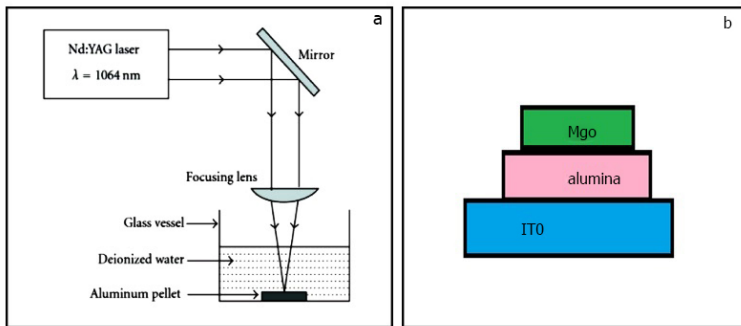 a
Nd:YAG laser
λ = 1064 nm
Mirror
Focusing lens
Glass vessel
Deionized water
Aluminum pellet
b
Mgo
alumina
IT0